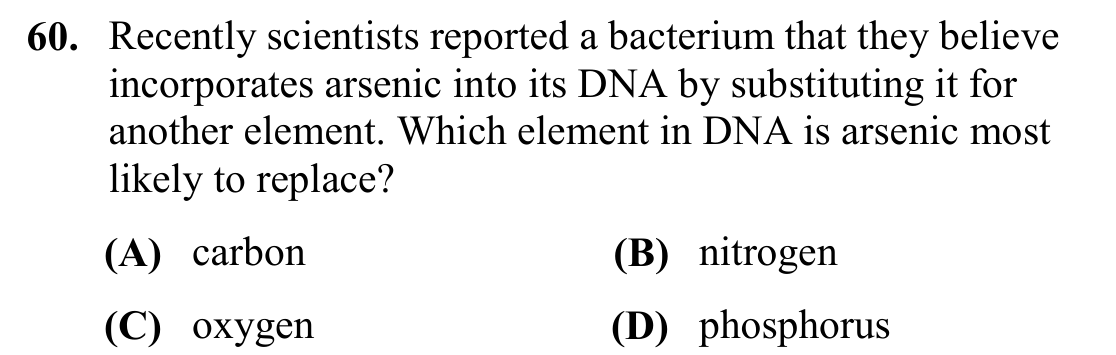 60. Recently scientists reported a bacterium that they believe
incorporates arsenic into its DNA by substituting it for
another element. Which element in DNA is arsenic most
likely to replace?
(A) carbon (B) nitrogen
(C) oxygen (D) phosphorus